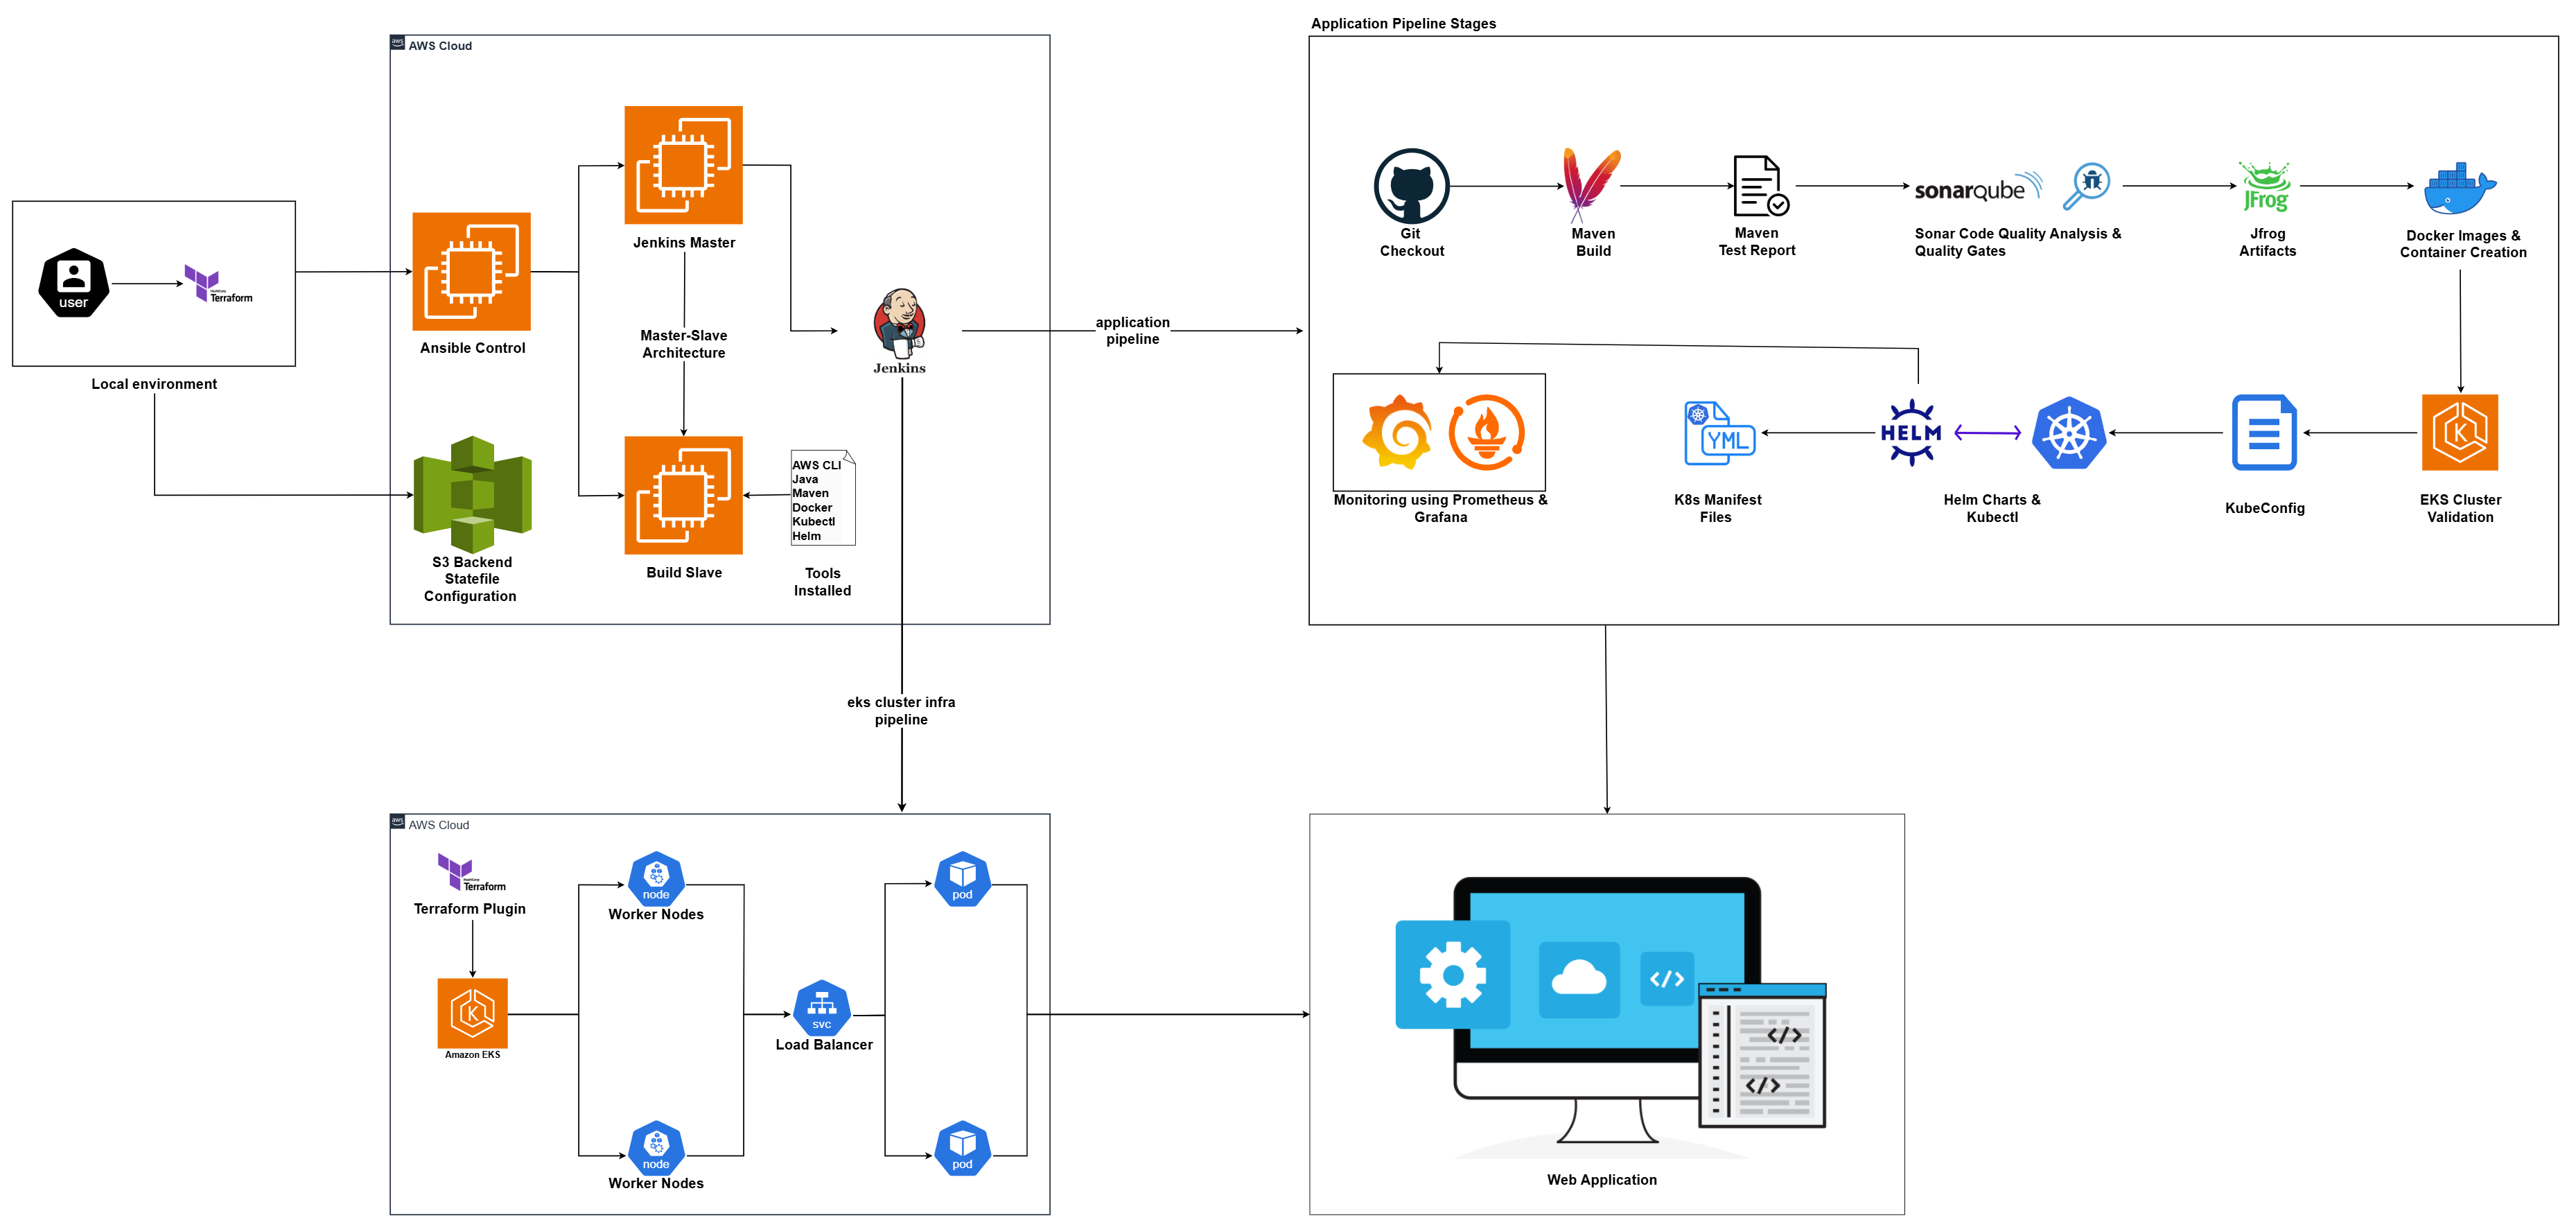 Application Pipeline Stages
aws
AWS Cloud
user
HashiCorp
Terraform
Local environment
Ansible Control
Jenkins Master
Master-Slave
Architecture
Build Slave
S3 Backend
Statefile
Configuration
AWS CLI
Java
Maven
Docker
Kubectl
Helm
Tools
Installed
Jenkins
application
pipeline
eks cluster infra
pipeline
Git
Checkout
Maven
Build
Maven
Test Report
sonarqube
Sonar Code Quality Analysis &
Quality Gates
JFrog
Jfrog
Artifacts
Docker Images &
Container Creation
Monitoring using Prometheus &
Grafana
YML
K8s Manifest
Files
HELM
Helm Charts &
Kubectl
KubeConfig
K
EKS Cluster
Validation
aws
AWS Cloud
HashiCorp
Terraform
Terraform Plugin
K
Amazon EKS
node
Worker Nodes
node
Worker Nodes
svc
Load Balancer
pod
pod
</>
</>
</>
Web Application